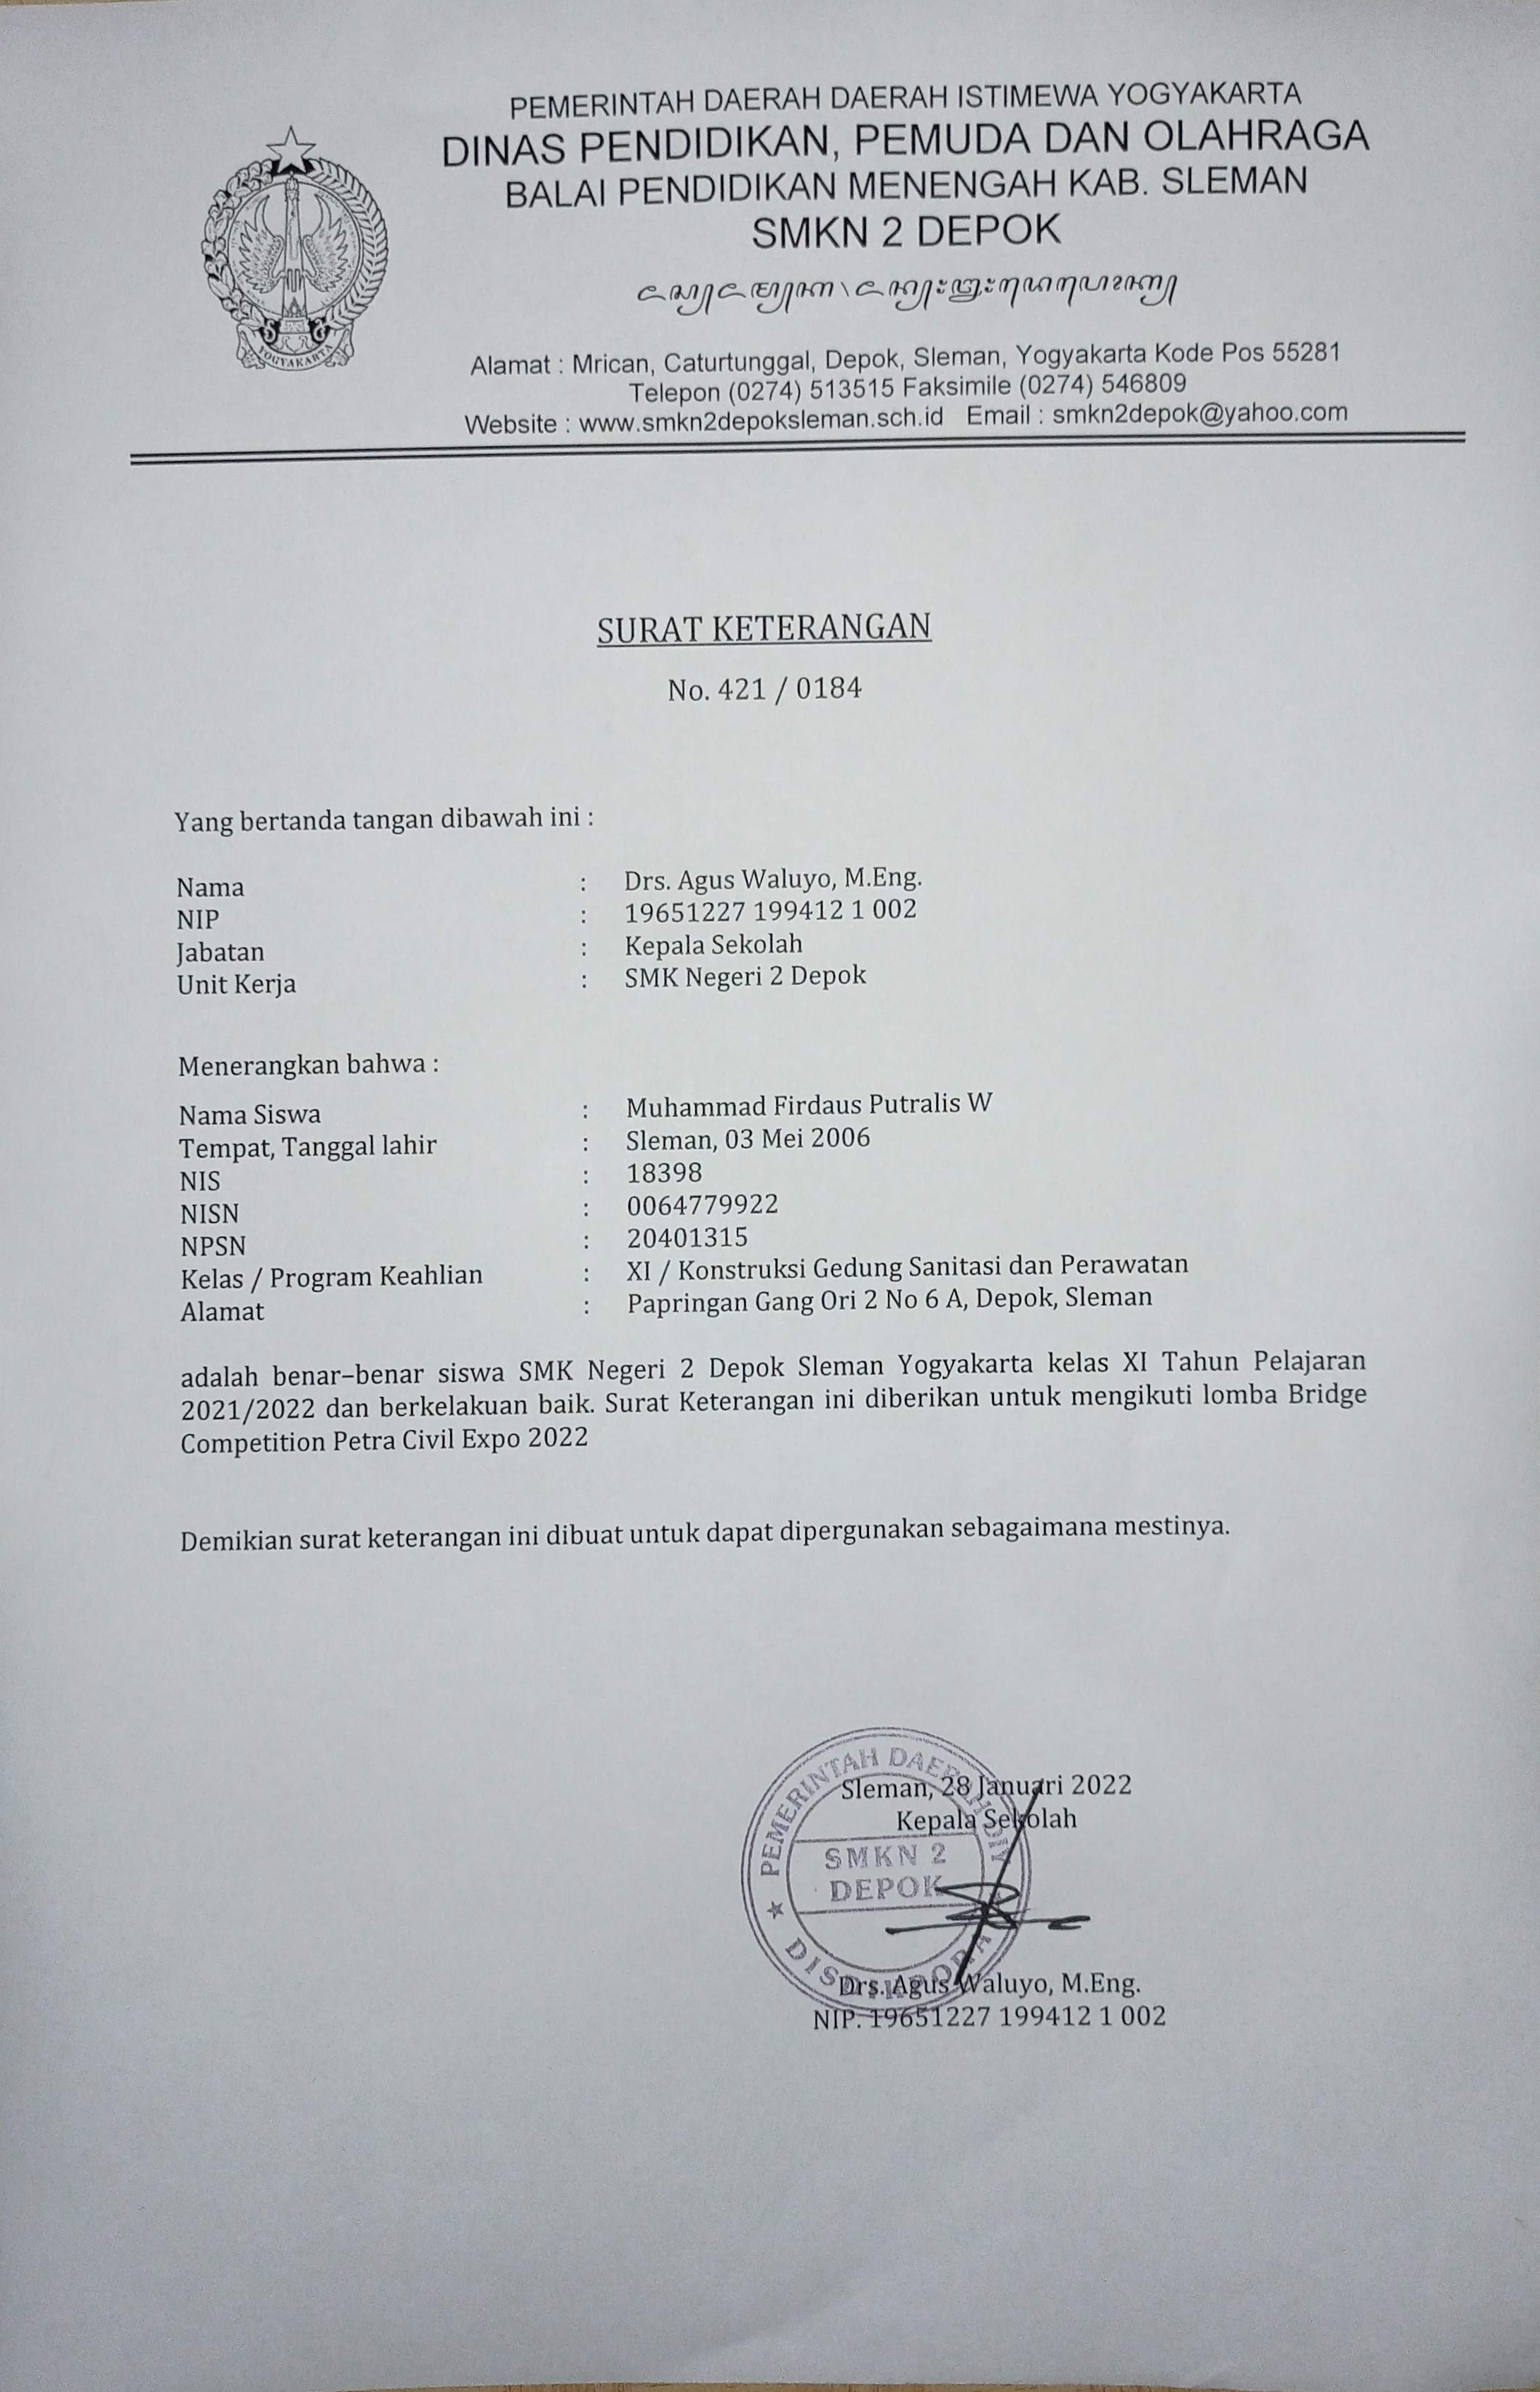 PEMERINTAH DAERAH DAERAH ISTIMEWA YOGYAKARTA
DINAS PENDIDIKAN, PEMUDA DAN OLAHRAGA
BALAI PENDIDIKAN MENENGAH KAB. SLEMAN
SMKN 2 DEPOK
YOGYAKARTA
Alamat : Mrican, Caturtunggal, Depok, Sleman, Yogyakarta Kode Pos 55281
Telepon (0274) 513515 Faksimile (0274) 546809
Website : www.smkn2depoksleman.sch.id Email : smkn2depok@yahoo.com
SURAT KETERANGAN
No. 421 / 0184
Yang bertanda tangan dibawah ini :
Nama : Drs. Agus Waluyo, M.Eng.
NIP : 19651227 199412 1 002
Jabatan : Kepala Sekolah
Unit Kerja : SMK Negeri 2 Depok
Menerangkan bahwa :
Nama Siswa : Muhammad Firdaus Putralis W
Tempat, Tanggal lahir : Sleman, 03 Mei 2006
NIS : 18398
NISN : 0064779922
NPSN : 20401315
Kelas / Program Keahlian : XI / Konstruksi Gedung Sanitasi dan Perawatan
Alamat : Papringan Gang Ori 2 No 6 A, Depok, Sleman
adalah benar–benar siswa SMK Negeri 2 Depok Sleman Yogyakarta kelas XI Tahun Pelajaran
2021/2022 dan berkelakuan baik. Surat Keterangan ini diberikan untuk mengikuti lomba Bridge
Competition Petra Civil Expo 2022
Demikian surat keterangan ini dibuat untuk dapat dipergunakan sebagaimana mestinya.
Sleman, 28 Januari 2022
Kepala Sekolah
PEMERINTAH DAERAH DIY
SMKN 2
DEPOK
DISDIKPORA
Drs. Agus Waluyo, M.Eng.
NIP. 19651227 199412 1 002